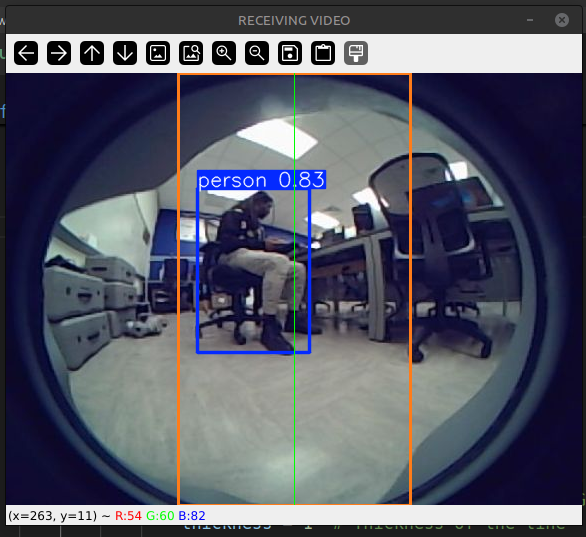 RECEIVING VIDEO
person 0.83
(x=263, y=11) ~ R:54 G:60 B:82
thickness = 1 # Thickness of the line